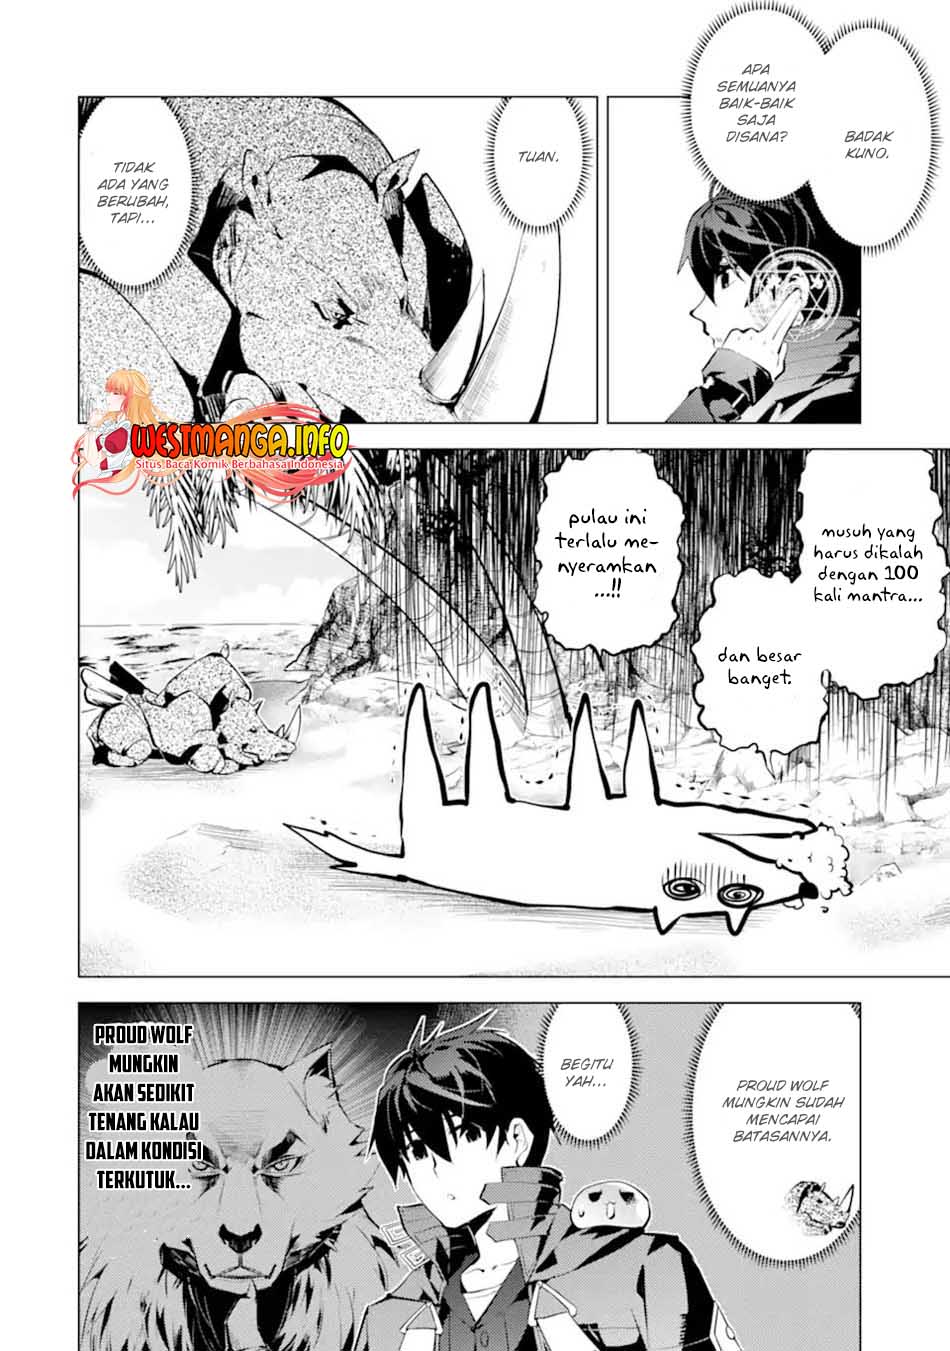 BADAK
KUNO.
APA
SEMUANYA
BAIK-BAIK
SAJA
DISANA?
TUAN.
TIDAK
ADA YANG
BERUBAH,
TAPI...
WESTMANGA.INFO
Situs Baca Komik Berbahasa Indonesia
musuh yang
harus dikalah
dengan 100
kali mantra...
dan besar
banget.
pulau ini
terlalu me-
nyeramkan
...!!
PROUD WOLF
MUNGKIN SUDAH
MENCAPAI
BATASANNYA.
BEGITU
YAH...
PROUD WOLF
MUNGKIN
AKAN SEDIKIT
TENANG KALAU
DALAM KONDISI
TERKUTUK...